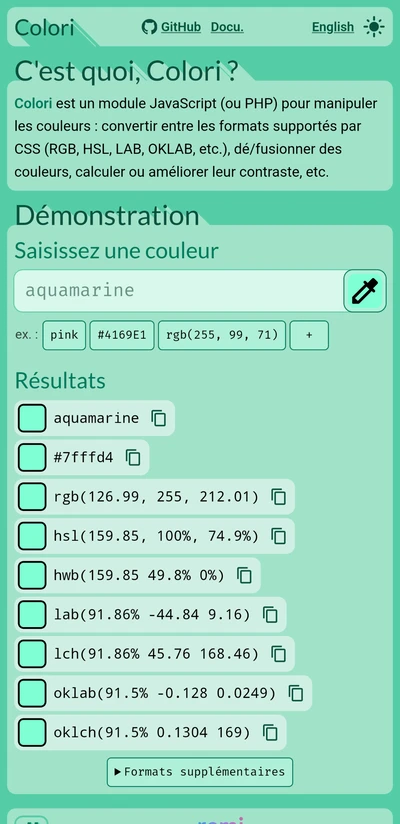 Colori
GitHub Docu.
English
C'est quoi, Colori ?
Colori est un module JavaScript (ou PHP) pour manipuler
les couleurs : convertir entre les formats supportés par
CSS (RGB, HSL, LAB, OKLAB, etc.), dé/fusionner des
couleurs, calculer ou améliorer leur contraste, etc.
Démonstration
Saisissez une couleur
aquamarine
ex. : pink #4169E1 rgb(255, 99, 71) +
Résultats
aquamarine
#7fffd4
rgb(126.99, 255, 212.01)
hsl(159.85, 100%, 74.9%)
hwb(159.85 49.8% 0%)
lab(91.86% -44.84 9.16)
lch(91.86% 45.76 168.46)
oklab(91.5% -0.128 0.0249)
oklch(91.5% 0.1304 169)
Formats supplémentaires